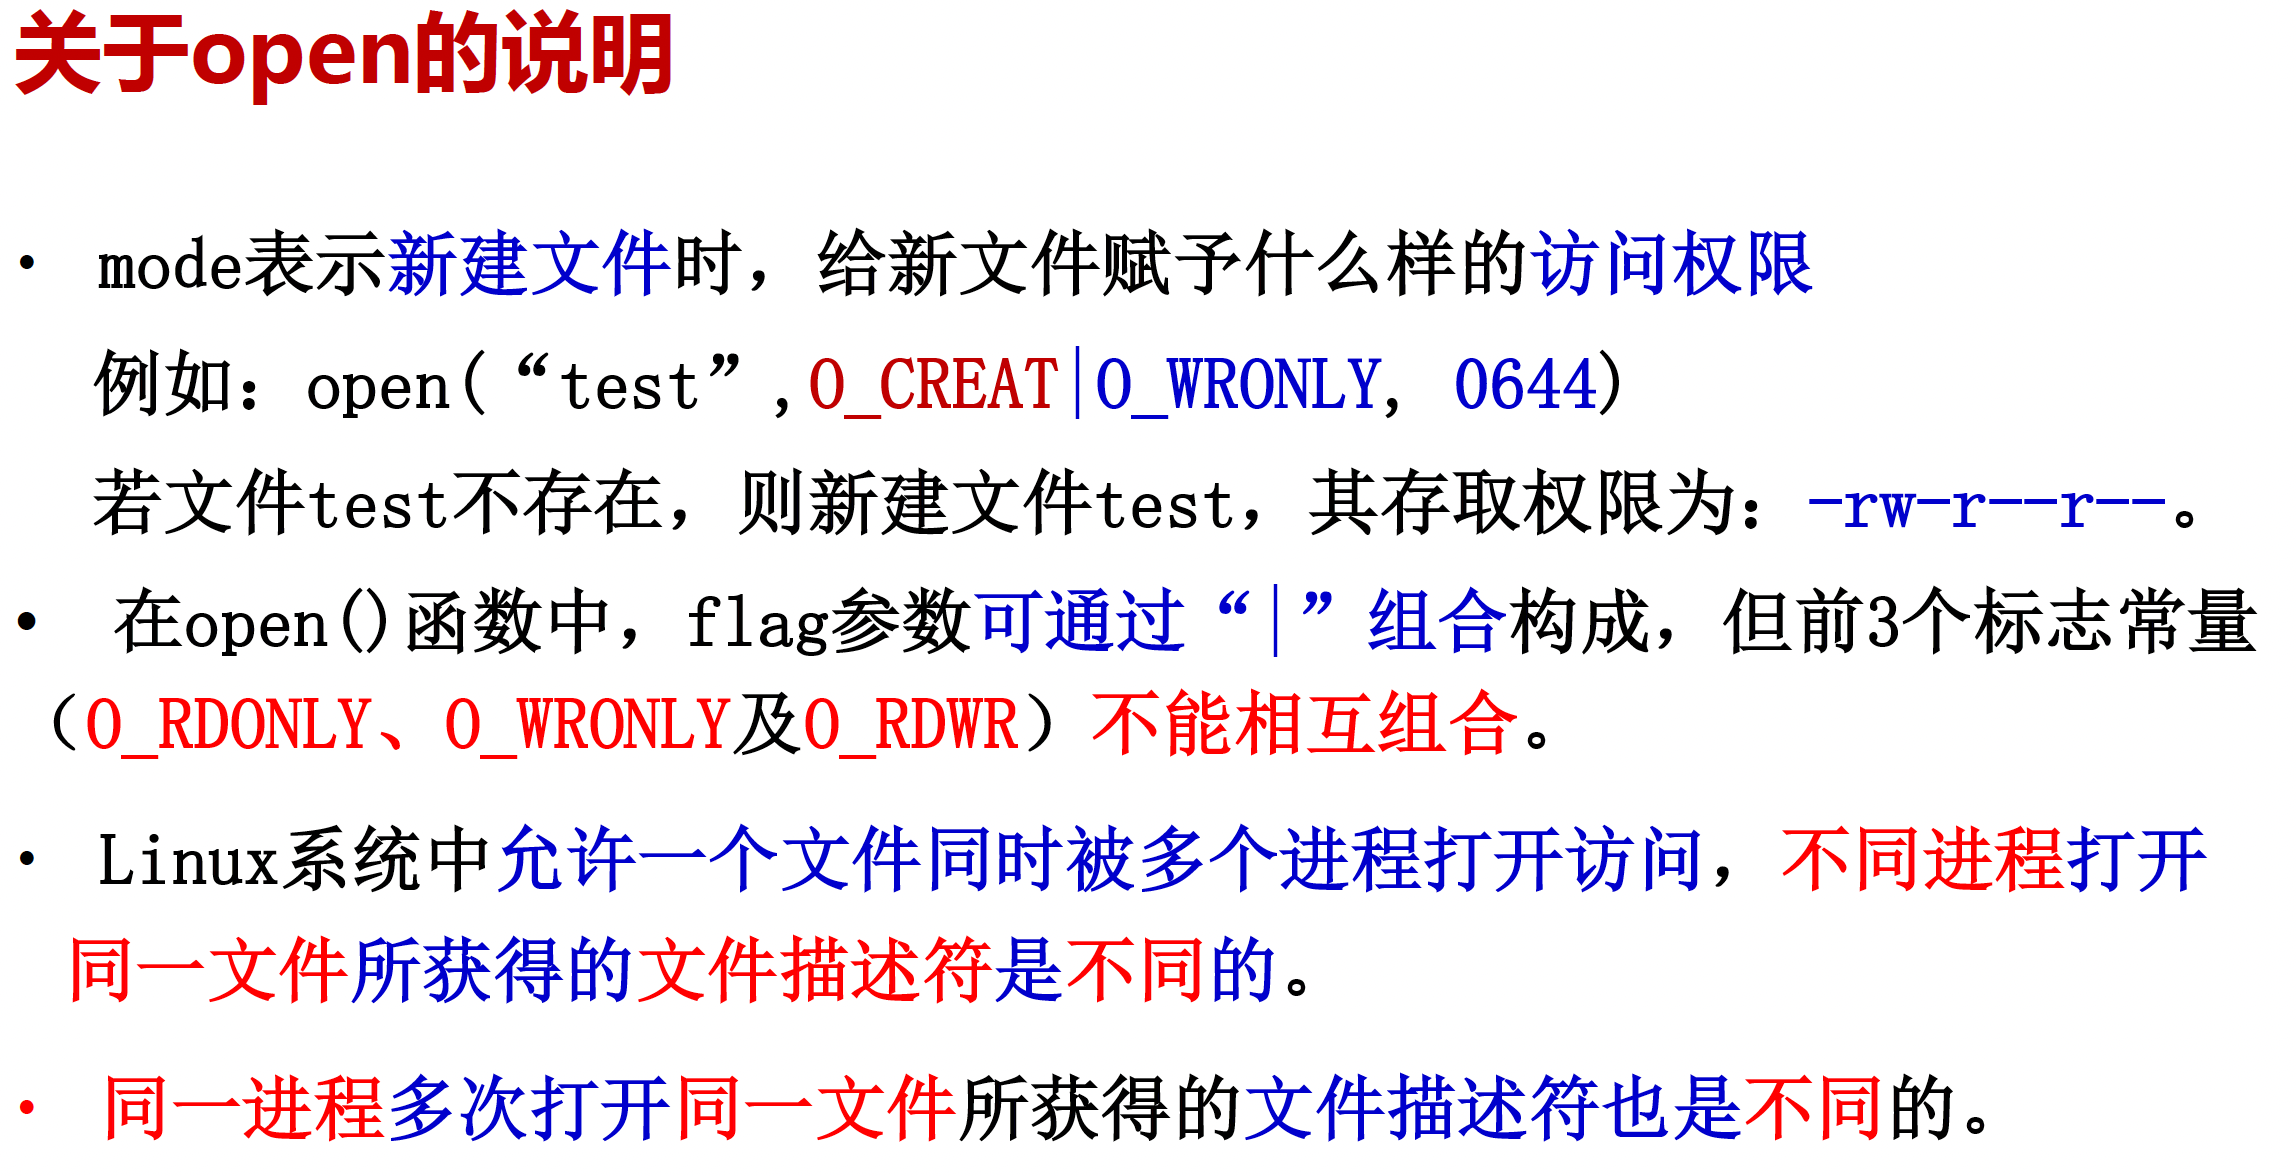 关于open的说明
• mode表示新建文件时，给新文件赋予什么样的访问权限
例如：open(“test”,O_CREAT|O_WRONLY, 0644)
若文件test不存在，则新建文件test，其存取权限为：-rw-r--r--。
• 在open()函数中，flag参数可通过“|”组合构成，但前3个标志常量
（O_RDONLY、O_WRONLY及O_RDWR）不能相互组合。
• Linux系统中允许一个文件同时被多个进程打开访问，不同进程打开
同一文件所获得的文件描述符是不同的。
• 同一进程多次打开同一文件所获得的文件描述符也是不同的。